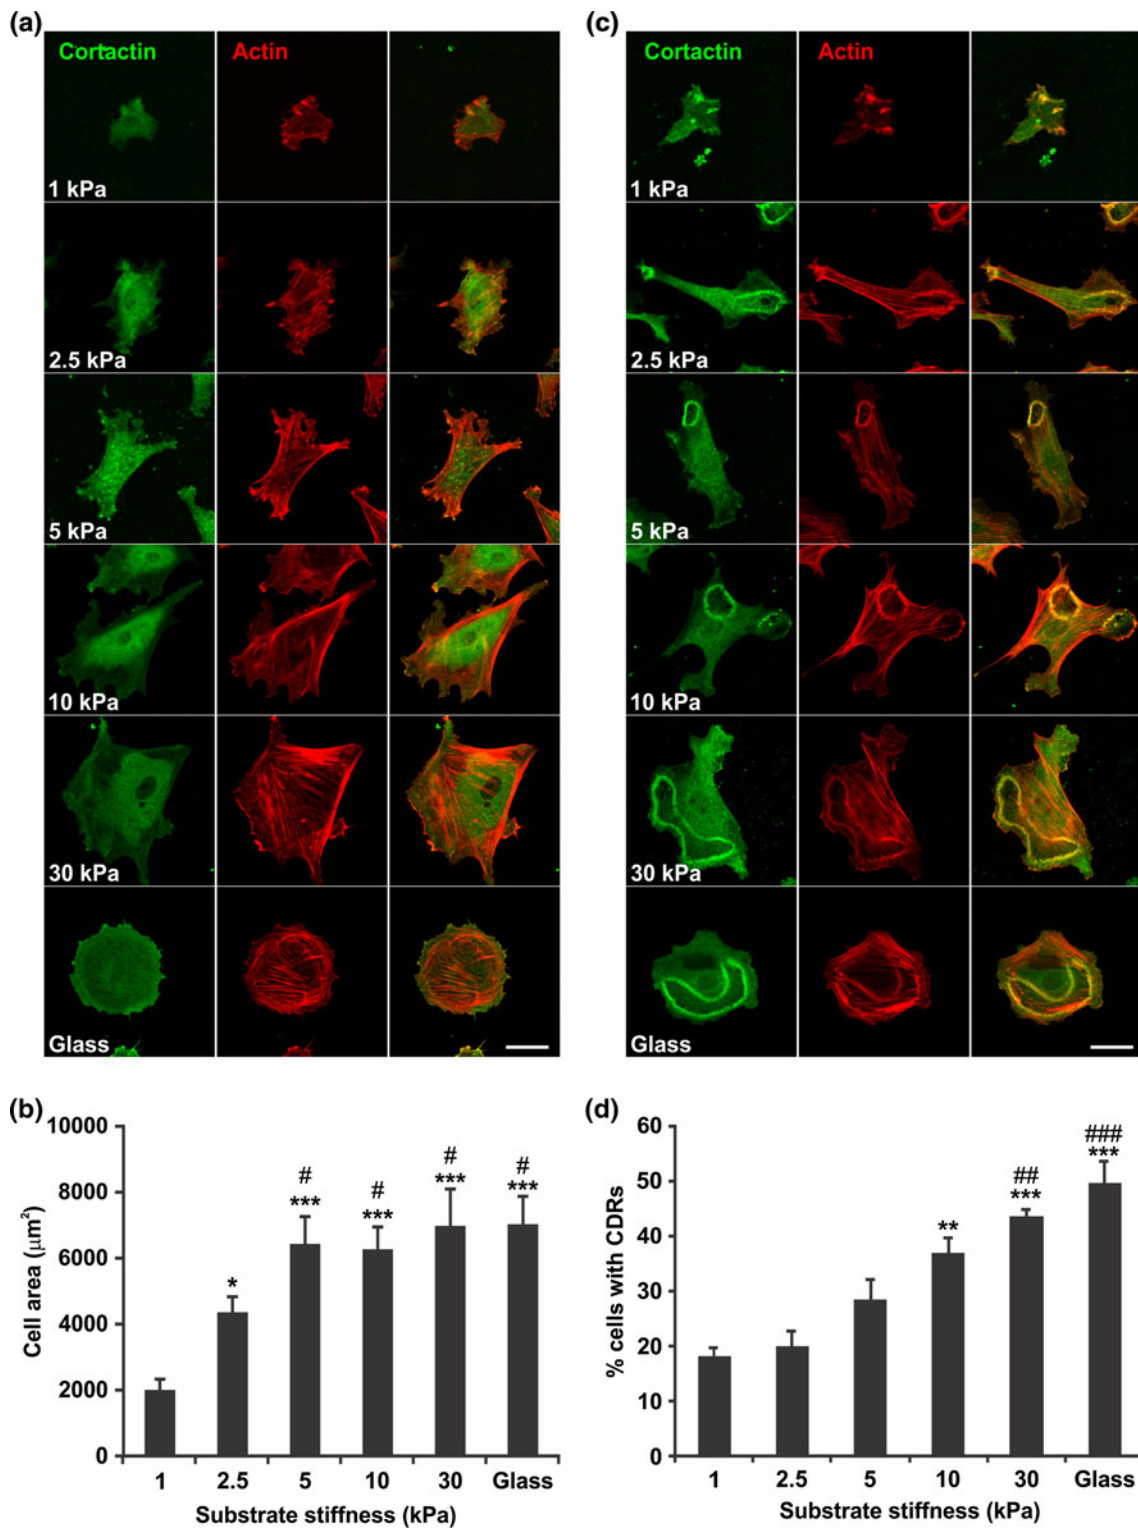 (a)
Cortactin Actin
1 kPa
2.5 kPa
5 kPa
10 kPa
30 kPa
Glass
(c)
Cortactin Actin
1 kPa
2.5 kPa
5 kPa
10 kPa
30 kPa
Glass
(b)
Cell area (μm²)
10000
8000
6000
4000
2000
0
*
#
***
#
***
#
***
#
***
1 2.5 5 10 30 Glass
Substrate stiffness (kPa)
(d)
% cells with CDRs
60
50
40
30
20
10
0
**
##
***
###
***
1 2.5 5 10 30 Glass
Substrate stiffness (kPa)